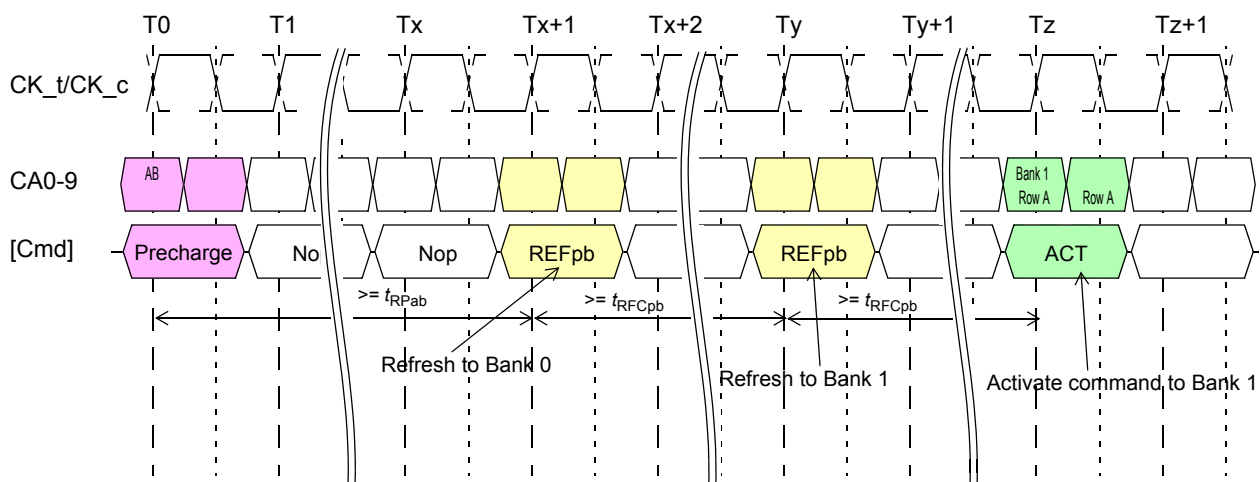 T0 T1 Tx Tx+1 Tx+2 Ty Ty+1 Tz Tz+1
CK_t/CK_c
CA0-9 AB Bank 1 Row A Row A
[Cmd] Precharge No Nop REFpb REFpb ACT
>= tRPab >= tRFCpb >= tRFCpb
Refresh to Bank 0 Refresh to Bank 1 Activate command to Bank 1